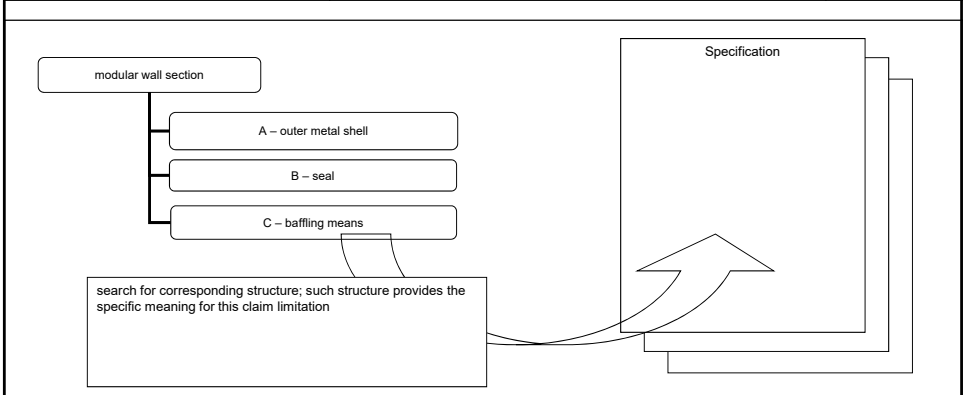 Specification
modular wall section
A – outer metal shell
B – seal
C – baffling means
search for corresponding structure; such structure provides the
specific meaning for this claim limitation